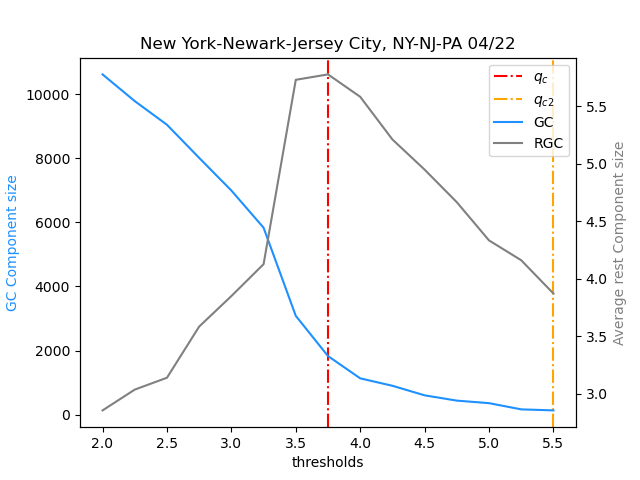 New York-Newark-Jersey City, NY-NJ-PA 04/22
GC Component size
10000
8000
6000
4000
2000
0
2.0 2.5 3.0 3.5 4.0 4.5 5.0 5.5
thresholds
5.5
5.0
4.5
4.0
3.5
3.0
Average rest Component size
qc
qc2
GC
RGC